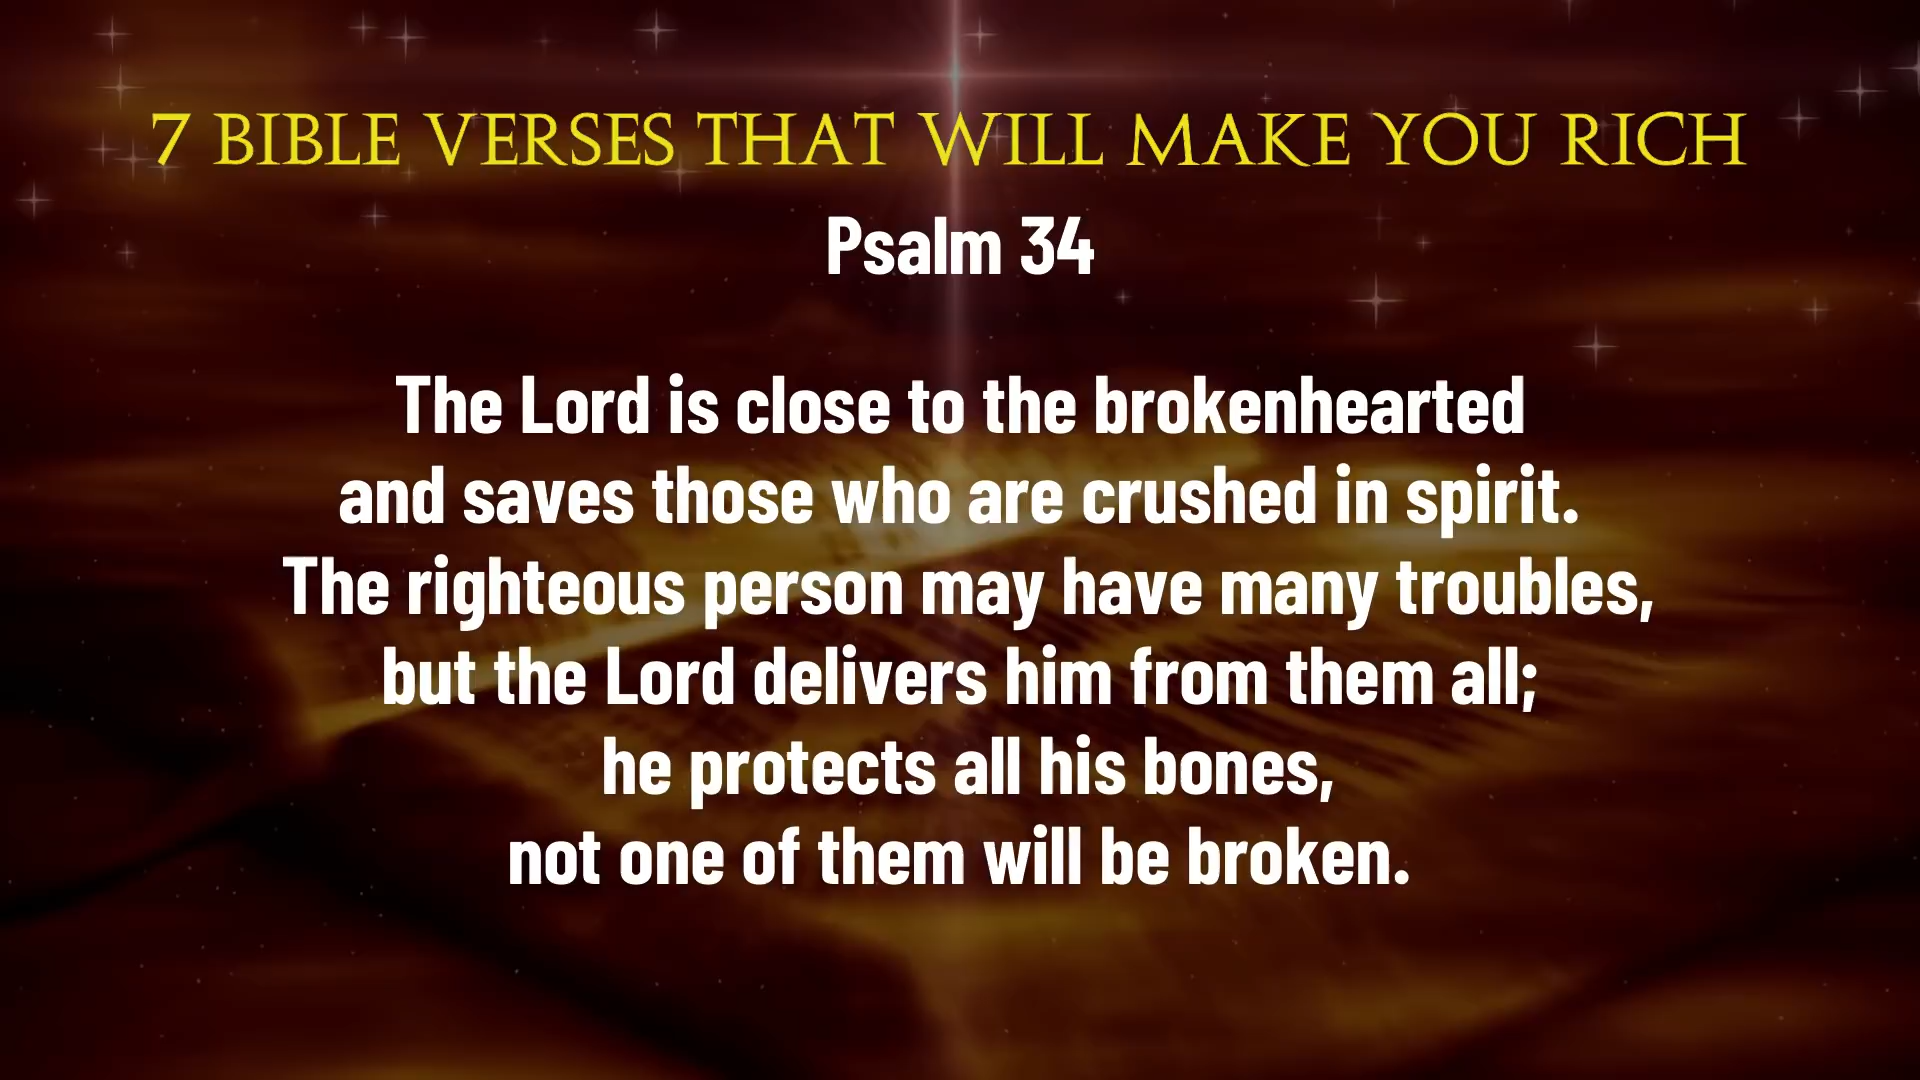 7 BIBLE VERSES THAT WILL MAKE YOU RICH
Psalm 34
The Lord is close to the brokenhearted
and saves those who are crushed in spirit.
The righteous person may have many troubles,
but the Lord delivers him from them all;
he protects all his bones,
not one of them will be broken.